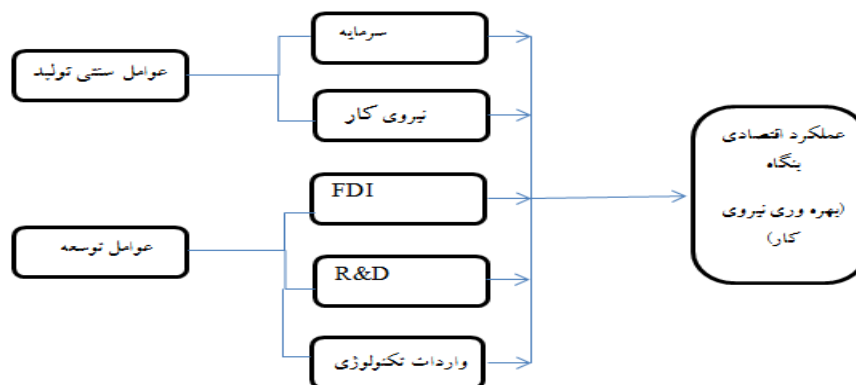 سرمایه
عوامل سنتی تولید
نیروی کار
عملکرد اقتصادی
بنگاه
(بهره وری نیروی
کار)
FDI
عوامل توسعه
R&D
واردات تکنولوژی